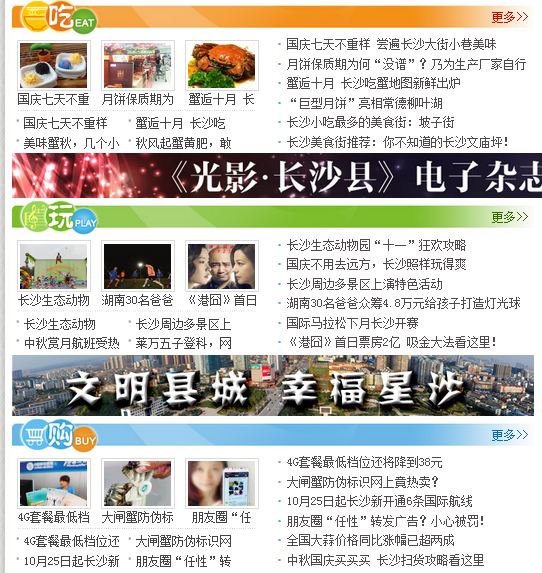 吃 EAT 更多>>
国庆七天不重 月饼保质期为 蟹近十月 长
国庆七天不重样 蟹近十月 长沙吃
美味蟹秋，几个小 秋风起蟹黄肥，敢
国庆七天不重样 尝遍长沙大街小巷美味
月饼保质期为何“没谱”？乃为生产厂家自行
蟹近十月 长沙吃蟹地图新鲜出炉
“巨型月饼”亮相常德柳叶湖
长沙小吃最多的美食街：坡子街
长沙美食街推荐：你不知道的长沙文庙坪！
《光影·长沙县》电子杂志
玩 PLAY 更多>>
长沙生态动物 湖南30名爸爸 《港囧》首日
长沙生态动物 长沙周边多景区上
中秋赏月航班受热 莱万五子登科，网
长沙生态动物园“十一”狂欢攻略
国庆不用去远方，长沙照样玩得爽
长沙周边多景区上演特色活动
湖南30名爸爸众筹4.8万元给孩子打造灯光球
国际马拉松下月长沙开赛
《港囧》首日票房2亿 吸金大法看这里！
文明县城 幸福星沙
购 BUY 更多>>
4G套餐最低档 大闸蟹防伪标 朋友圈“任
4G套餐最低档位还 大闸蟹防伪标识网
10月25日起长沙新 朋友圈“任性”转
4G套餐最低档位还将降到38元
大闸蟹防伪标识网上竟热卖？
10月25日起长沙新开通6条国际航线
朋友圈“任性”转发广告？小心被罚！
全国大蒜价格同比涨幅已超两成
中秋国庆买买买 长沙扫货攻略看这里